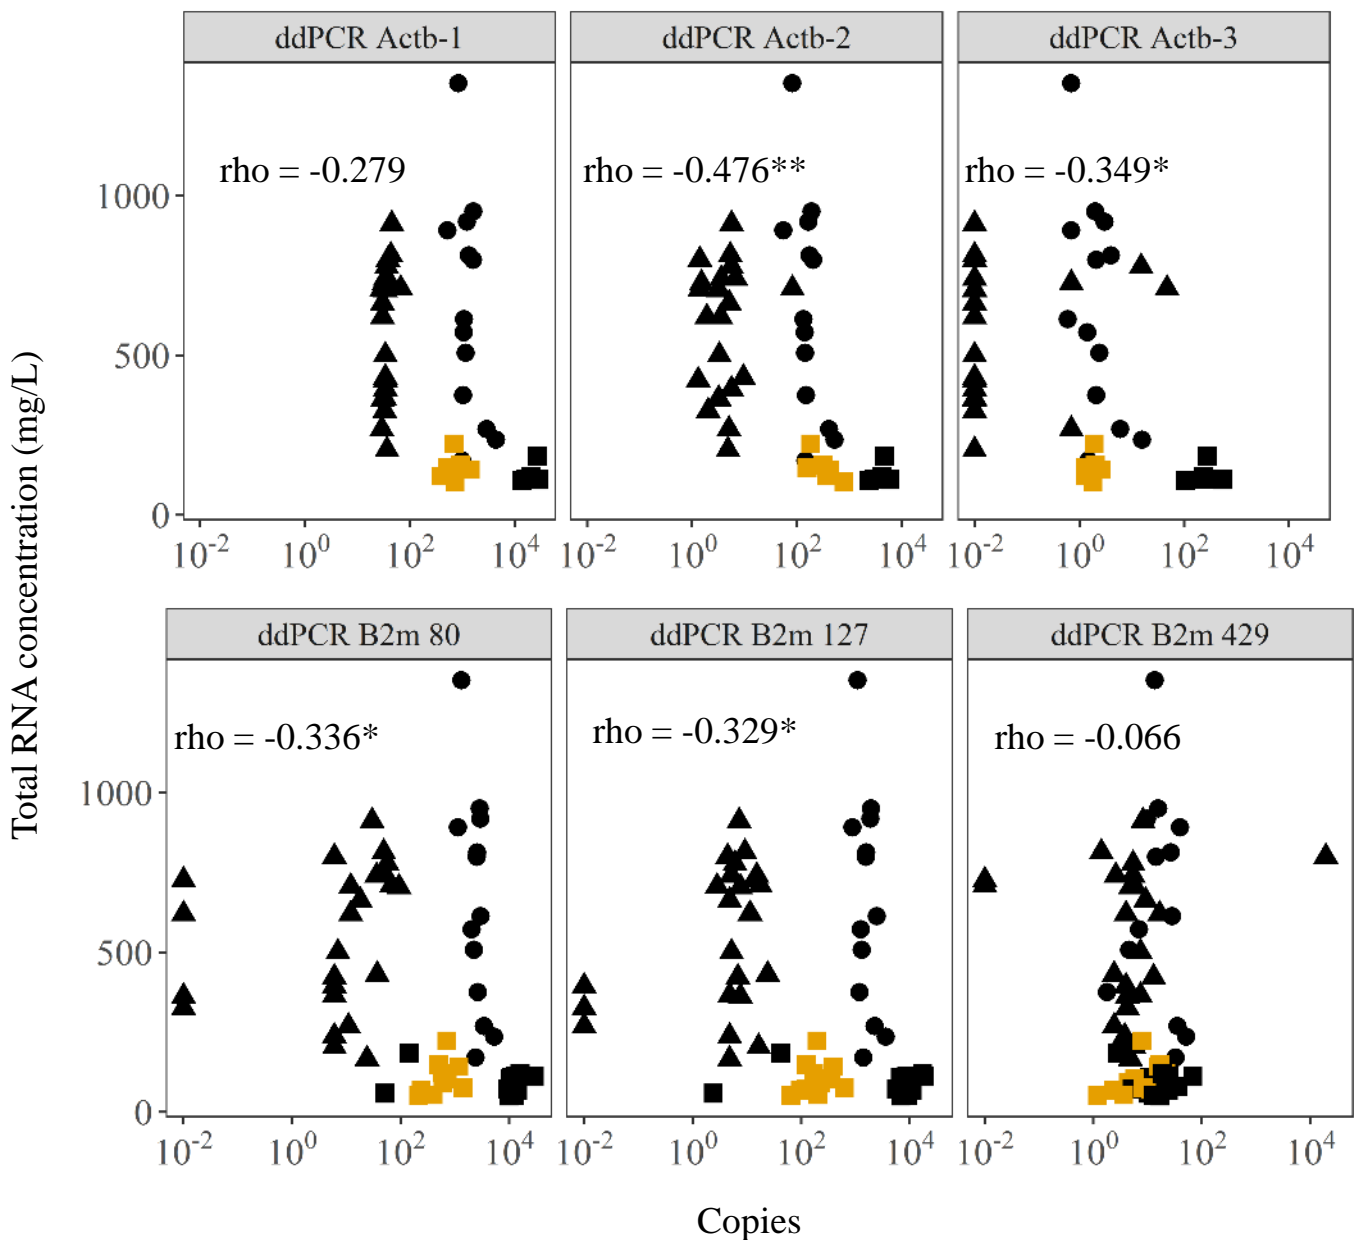 ddPCR Actb-1 ddPCR Actb-2 ddPCR Actb-3
rho = -0.279 rho = -0.476** rho = -0.349*
1000
500
0
10-2 100 102 104 10-2 100 102 104 10-2 100 102 104
Total RNA concentration (mg/L)
ddPCR B2m 80 ddPCR B2m 127 ddPCR B2m 429
rho = -0.336* rho = -0.329* rho = -0.066
1000
500
0
10-2 100 102 104 10-2 100 102 104 10-2 100 102 104
Copies